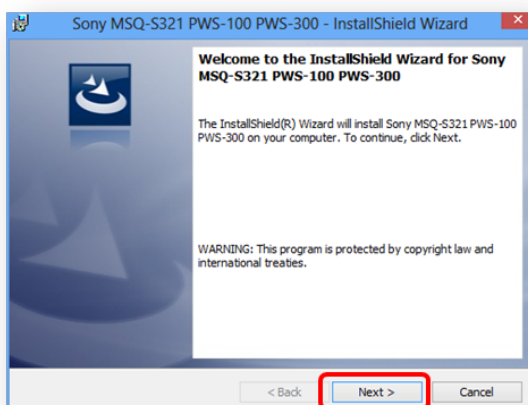 Sony MSQ-S321 PWS-100 PWS-300 - InstallShield Wizard
Welcome to the InstallShield Wizard for Sony
MSQ-S321 PWS-100 PWS-300
The InstallShield(R) Wizard will install Sony MSQ-S321 PWS-100
PWS-300 on your computer. To continue, click Next.
WARNING: This program is protected by copyright law and
international treaties.
< Back Next > Cancel